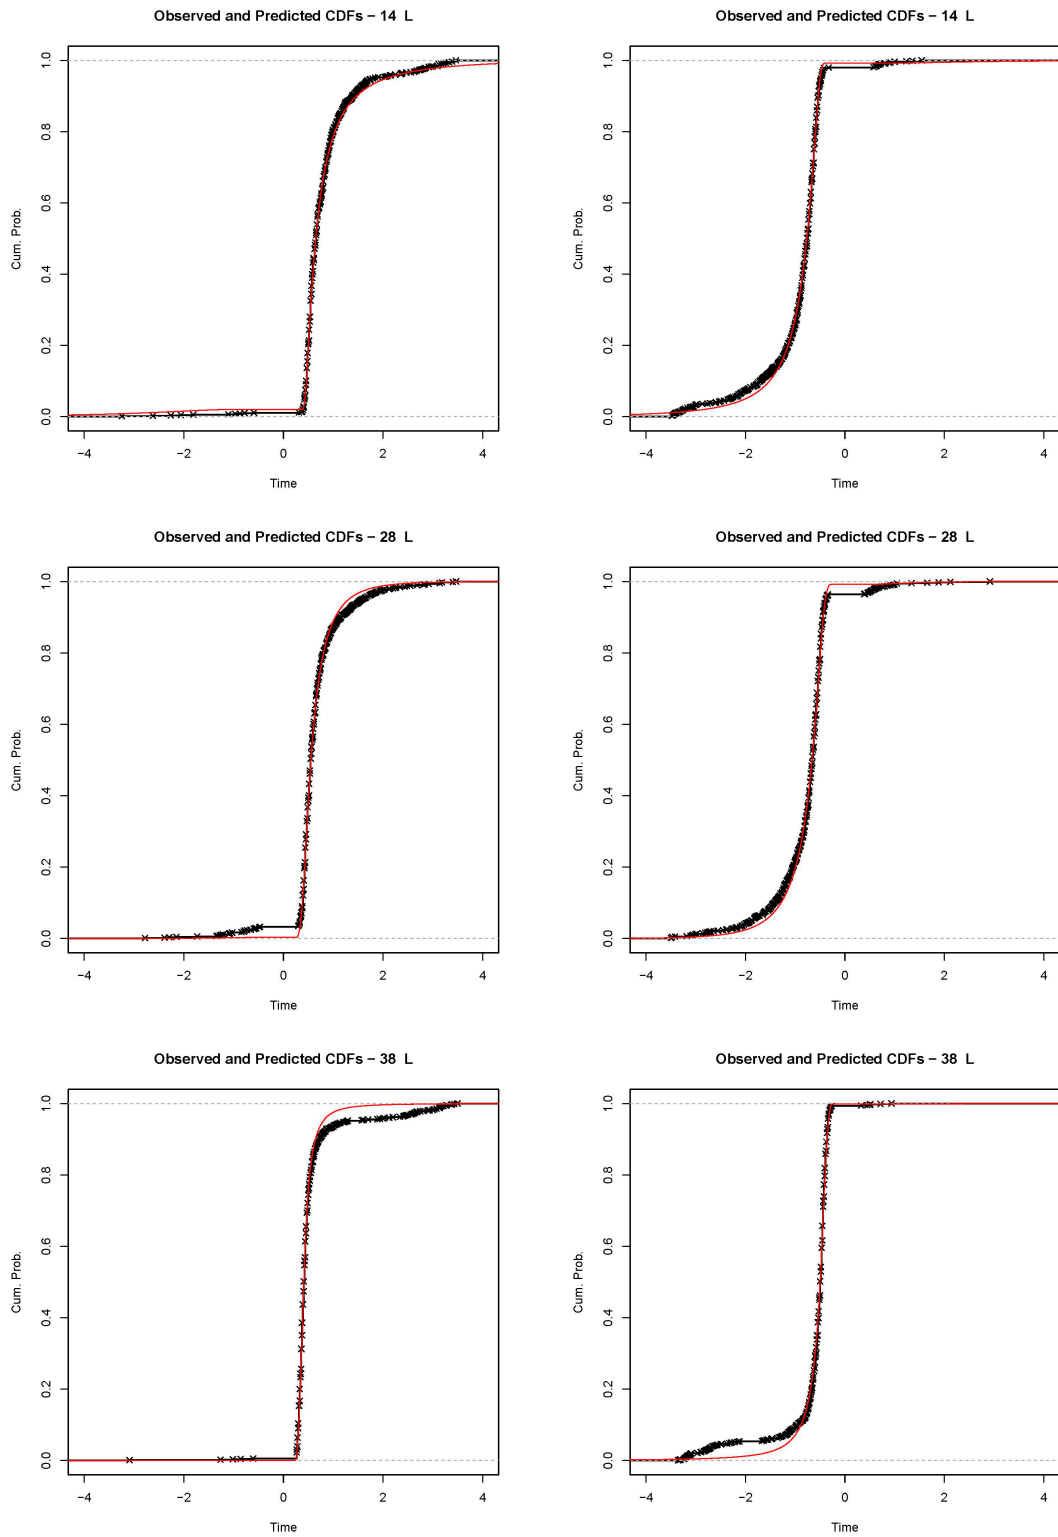 Observed and Predicted CDFs − 14 L
Cum. Prob.
1.0
0.8
0.6
0.4
0.2
0.0
−4 −2 0 2 4
Time
Observed and Predicted CDFs − 14 L
Cum. Prob.
1.0
0.8
0.6
0.4
0.2
0.0
−4 −2 0 2 4
Time
Observed and Predicted CDFs − 28 L
Cum. Prob.
1.0
0.8
0.6
0.4
0.2
0.0
−4 −2 0 2 4
Time
Observed and Predicted CDFs − 28 L
Cum. Prob.
1.0
0.8
0.6
0.4
0.2
0.0
−4 −2 0 2 4
Time
Observed and Predicted CDFs − 38 L
Cum. Prob.
1.0
0.8
0.6
0.4
0.2
0.0
−4 −2 0 2 4
Time
Observed and Predicted CDFs − 38 L
Cum. Prob.
1.0
0.8
0.6
0.4
0.2
0.0
−4 −2 0 2 4
Time